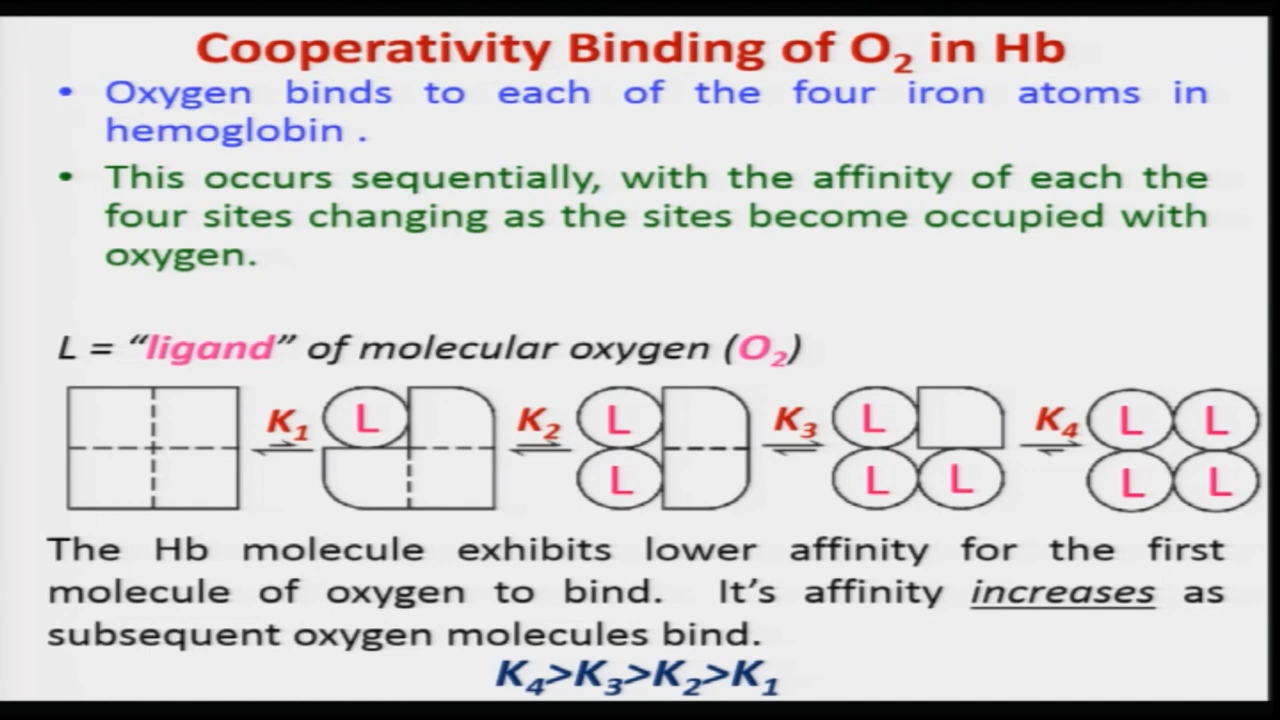 Cooperativity Binding of O₂ in Hb
• Oxygen binds to each of the four iron atoms in
hemoglobin .
• This occurs sequentially, with the affinity of each the
four sites changing as the sites become occupied with
oxygen.
L = “ligand” of molecular oxygen (O₂)
K₁ L K₂ L K₃ L K₄ L L
L L L L L
The Hb molecule exhibits lower affinity for the first
molecule of oxygen to bind. It’s affinity increases as
subsequent oxygen molecules bind.
K₄>K₃>K₂>K₁